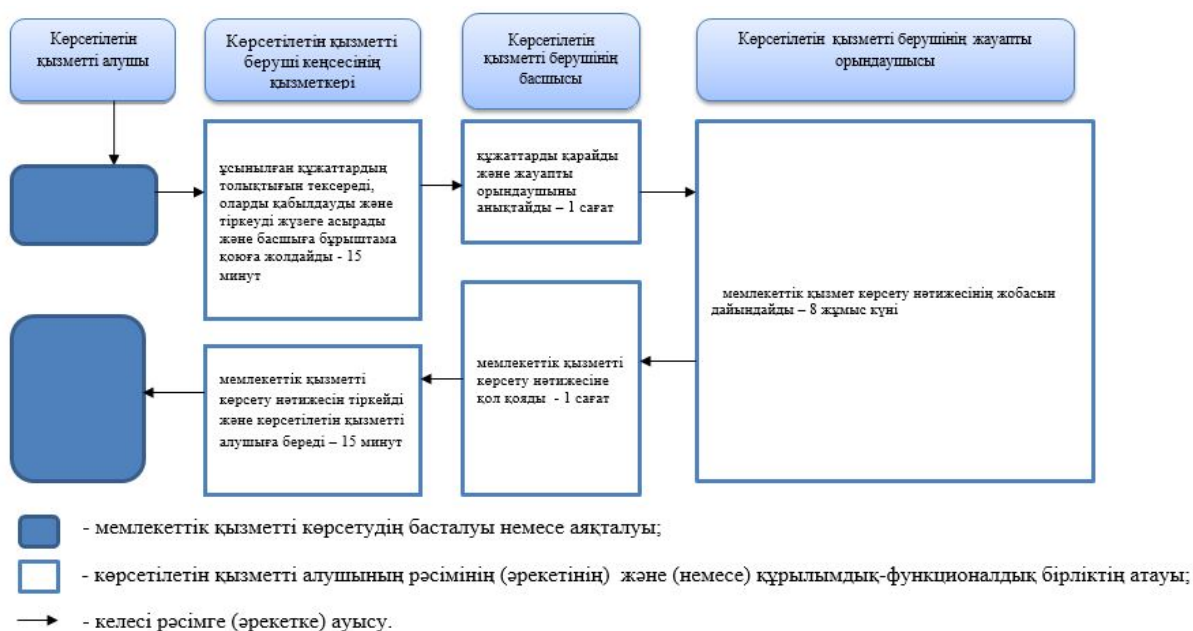 Көрсетілетін
қызметті алушы
Көрсетілетін қызметті
беруші кеңсесінің
қызметкері
Көрсетілетін
қызметті берушінің
басшысы
Көрсетілетін қызметті берушінің жауапты
орындаушысы
ұсынылған құжаттардың
толықтығын тексереді,
оларды қабылдауды және
тіркеуді жүзеге асырады
және басшыға бұрыштама
қоюға жолдайды - 15
минут
құжаттарды қарайды
және жауапты
орындаушыны
анықтайды – 1 сағат
мемлекеттік қызмет көрсету нәтижесінің жобасын
дайындайды – 8 жұмыс күні
мемлекеттік қызметті
көрсету нәтижесіне
қол қояды - 1 сағат
мемлекеттік қызметті
көрсету нәтижесін тіркейді
және көрсетілетін қызметті
алушыға береді – 15 минут
- мемлекеттік қызметті көрсетудің басталуы немесе аяқталуы;
- көрсетілетін қызметті алушының рәсімінің (әрекетінің) және (немесе) құрылымдық-функционалдық бірліктің атауы;
- келесі рәсімге (әрекетке) ауысу.